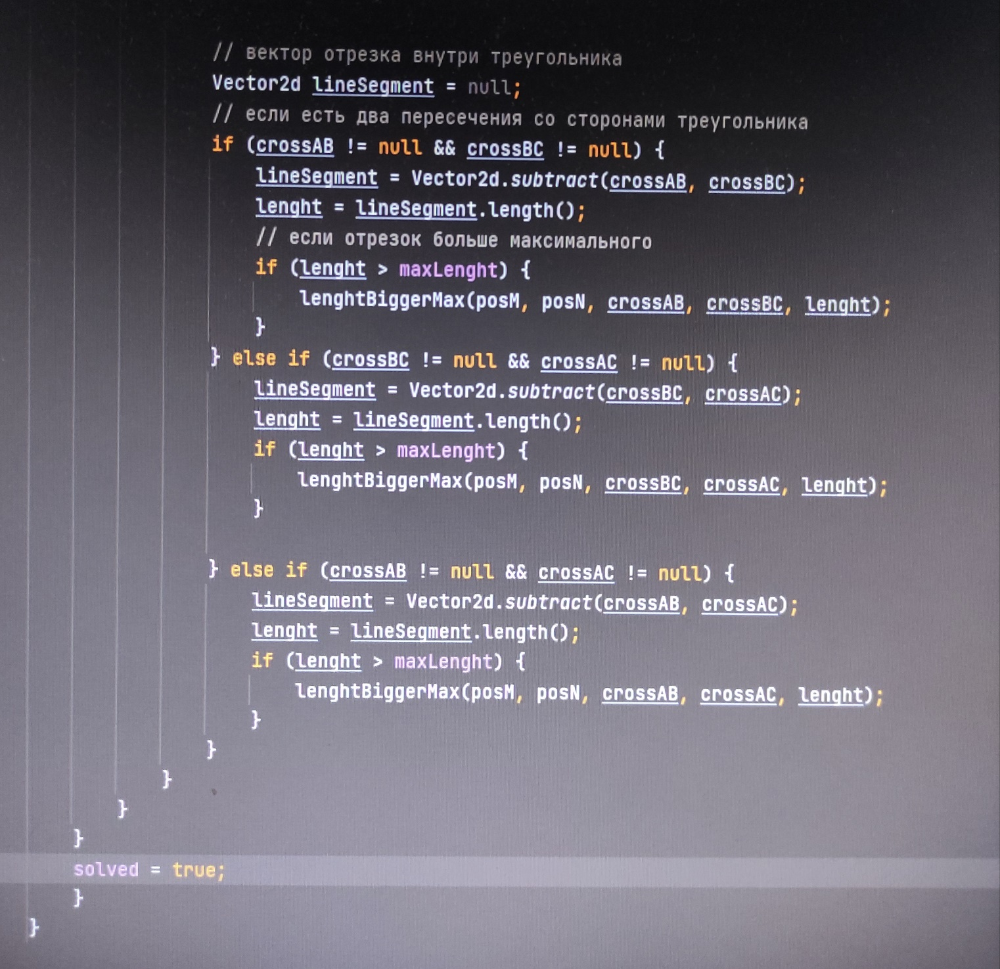 // вектор отрезка внутри треугольника
Vector2d lineSegment = null;
// если есть два пересечения со сторонами треугольника
if (crossAB != null && crossBC != null) {
lineSegment = Vector2d.subtract(crossAB, crossBC);
lenght = lineSegment.length();
// если отрезок больше максимального
if (lenght > maxLenght) {
lenghtBiggerMax(posM, posN, crossAB, crossBC, lenght);
}
} else if (crossBC != null && crossAC != null) {
lineSegment = Vector2d.subtract(crossBC, crossAC);
lenght = lineSegment.length();
if (lenght > maxLenght) {
lenghtBiggerMax(posM, posN, crossBC, crossAC, lenght);
}
} else if (crossAB != null && crossAC != null) {
lineSegment = Vector2d.subtract(crossAB, crossAC);
lenght = lineSegment.length();
if (lenght > maxLenght) {
lenghtBiggerMax(posM, posN, crossAB, crossAC, lenght);
}
}
}
}
}
solved = true;
}
}